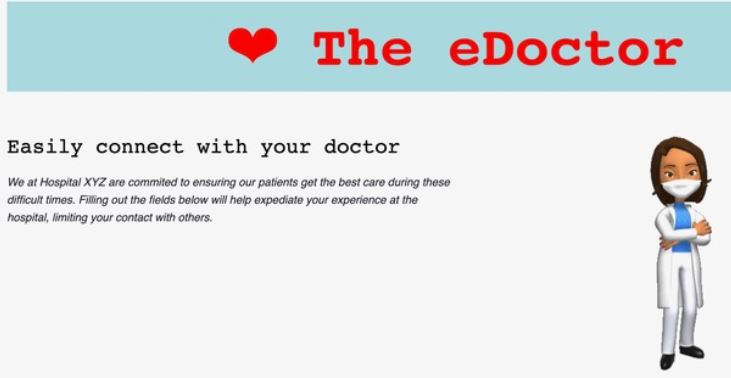 ❤ The eDoctor
Easily connect with your doctor
We at Hospital XYZ are commited to ensuring our patients get the best care during these
difficult times. Filling out the fields below will help expediate your experience at the
hospital, limiting your contact with others.